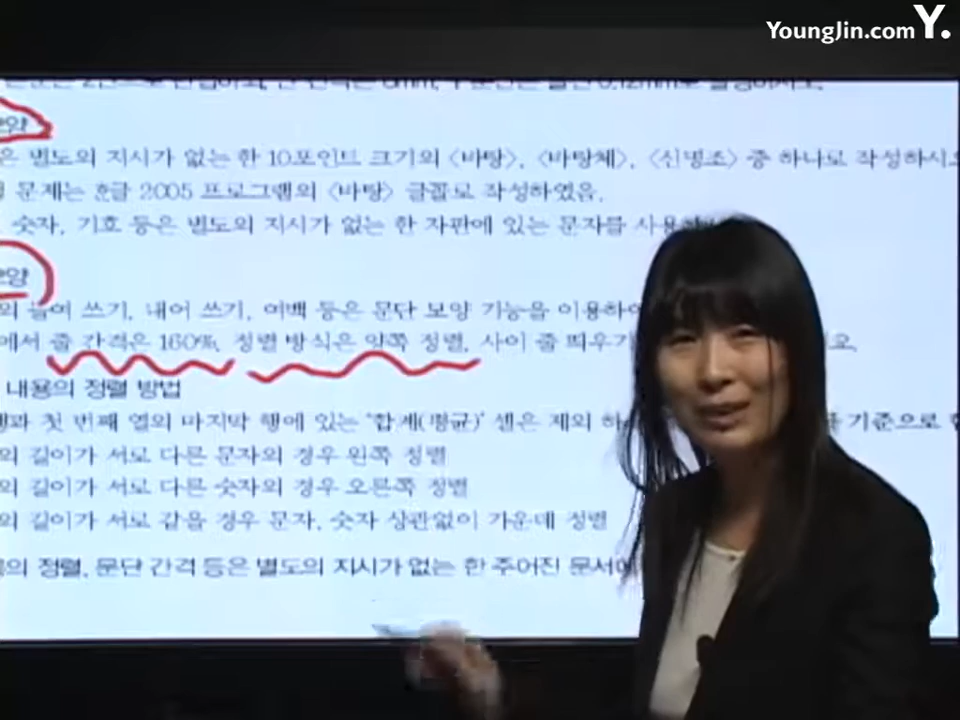 YoungJin.com Y.
모양
은 별도의 지시가 없는 한 10포인트 크기의 〈바탕〉, 〈바탕체〉, 〈신명조〉 중 하나로 작성하시오
문제는 한글 2005 프로그램의 〈바탕〉 글꼴로 작성하였음.
숫자, 기호 등은 별도의 지시가 없는 한 자판에 있는 문자를
모양
의 들여 쓰기, 내어 쓰기, 여백 등은 문단 모양 기능을 이용하여
에서 줄 간격은 160%, 정렬 방식은 양쪽 정렬, 사이 줄 띄우기
내용의 정렬 방법
행과 첫 번째 열의 마지막 행에 있는 '합계(평균)' 셀은 제외 를 기준으로
의 길이가 서로 다른 문자의 경우 왼쪽 정렬
의 길이가 서로 다른 숫자의 경우 오른쪽 정렬
의 길이가 서로 같을 경우 문자, 숫자 상관없이 가운데 정렬
의 정렬, 문단 간격 등은 별도의 지시가 없는 한 주어진 문서에